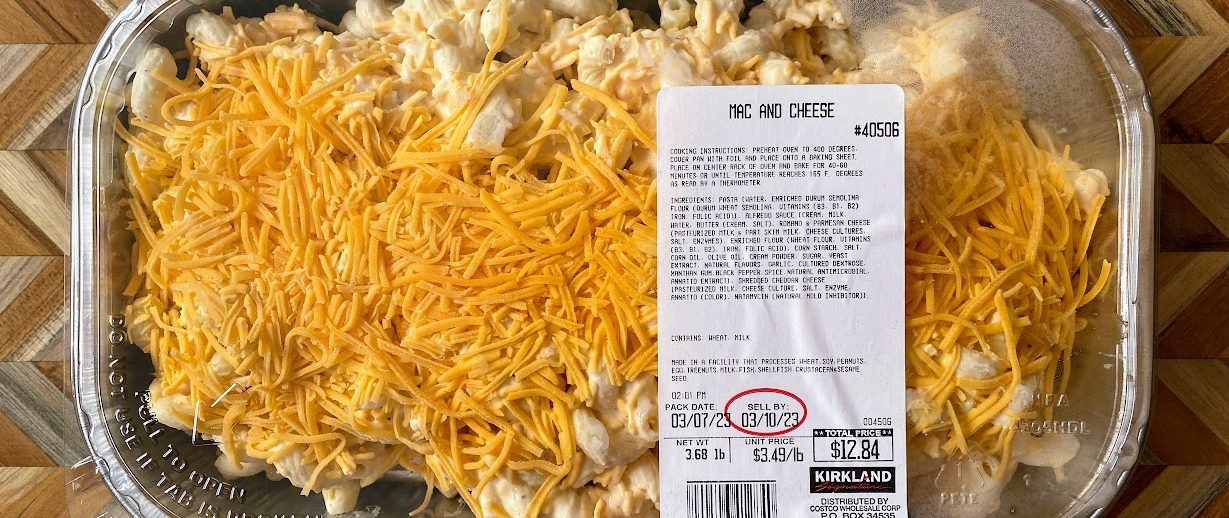 MAC AND CHEESE
#40506
COOKING INSTRUCTIONS: PREHEAT OVEN TO 400 DEGREES.
COVER PAN WITH FOIL AND PLACE ONTO A BAKING SHEET.
PLACE ON CENTER RACK OF OVEN AND BAKE FOR 40-60
MINUTES OR UNTIL TEMPERATURE REACHES 165 F. DEGREES
AS READ BY A THERMOMETER
INGREDIENTS: PASTA (WATER, ENRICHED DURUM SEMOLINA
FLOUR (DURUM WHEAT SEMOLINA, VITAMINS (B3, B1, B2)
IRON, FOLIC ACID)), ALFREDO SAUCE (CREAM, MILK,
WATER, BUTTER (CREAM, SALT), ROMANO & PARMESAN CHEESE
(PASTEURIZED MILK & PART SKIM MILK, CHEESE CULTURES,
SALT, ENZYMES), ENRICHED FLOUR (WHEAT FLOUR, VITAMINS
(B3, B1, B2), IRON, FOLIC ACID), CORN STARCH, SALT,
CORN OIL, OLIVE OIL, CREAM POWDER, SUGAR, YEAST
EXTRACT, NATURAL FLAVORS, GARLIC, CULTURED DEXTROSE,
XANTHAN GUM,BLACK PEPPER,SPICE,NATURAL ANTIMICROBIAL,
ANNATTO EXTRACT), SHREDDED CHEDDAR CHEESE
(PASTEURIZED MILK, CHEESE CULTURE, SALT, ENZYME,
ANNATTO (COLOR), NATAMYCIN (NATURAL MOLD INHIBITOR)).
CONTAINS: WHEAT, MILK
MADE IN A FACILITY THAT PROCESSES WHEAT,SOY,PEANUTS,
EGG,TREENUTS,MILK,FISH,SHELLFISH,CRUSTACEAN&SESAME
SEED.
02:01 PM
PACK DATE: SELL BY:
03/07/23 03/10/23 004506
NET WT UNIT PRICE **TOTAL PRICE**
3.68 lb $3.49/lb $12.84
KIRKLAND
Signature
DISTRIBUTED BY
COSTCO WHOLESALE CORP
P.O. BOX 34535
DO NOT USE IF TAB IS
PULL TO OPEN
PETE